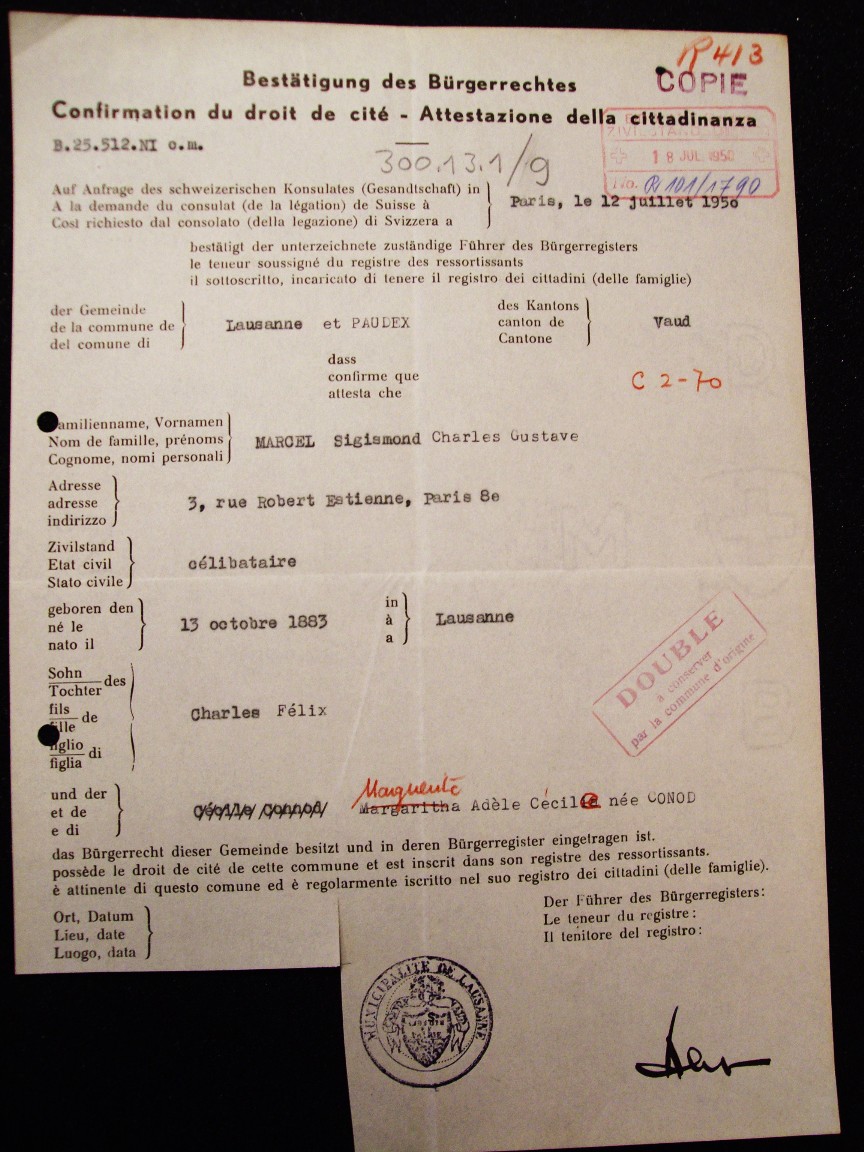 R 413
COPIE
Bestätigung des Bürgerrechtes
Confirmation du droit de cité - Attestazione della cittadinanza
B.25.512.NI o.m.
300.13.1/9
18 JUL. 1950
No. R 101/1790
Auf Anfrage des schweizerischen Konsulates (Gesandtschaft) in
A la demande du consulat (de la légation) de Suisse à
Cosi richiesto dal consolato (della legazione) di Svizzera a
Paris, le 12 juillet 1950
bestätigt der unterzeichnete zuständige Führer des Bürgerregisters
le teneur soussigné du registre des ressortissants
il sottoscritto, incaricato di tenere il registro dei cittadini (delle famiglie)
der Gemeinde
de la commune de
del comune di
Lausanne et PAUDEX
des Kantons
canton de
Cantone
Vaud
dass
confirme que
attesta che
C 2-70
amilienname, Vornamen
Nom de famille, prénoms
Cognome, nomi personali
MARCEL Sigismond Charles Gustave
Adresse
adresse
indirizzo
3, rue Robert Estienne, Paris 8e
Zivilstand
Etat civil
Stato civile
célibataire
geboren den
né le
nato il
13 octobre 1883
in
à
a
Lausanne
Sohn
Tochter des
fils
fille de
figlio
figlia di
Charles Félix
DOUBLE
à conserver
par la commune d'origine
und der
et de
e di
Cécile Connod
Marguerite
Margaritha Adèle Cécile née CONOD
das Bürgerrecht dieser Gemeinde besitzt und in deren Bürgerregister eingetragen ist.
possède le droit de cité de cette commune et est inscrit dans son registre des ressortissants.
è attinente di questo comune ed è regolarmente iscritto nel suo registro dei cittadini (delle famiglie).
Ort, Datum
Lieu, date
Luogo, data
Der Führer des Bürgerregisters:
Le teneur du registre:
Il tenitore del registro:
MUNICIPALITE DE LAUSANNE